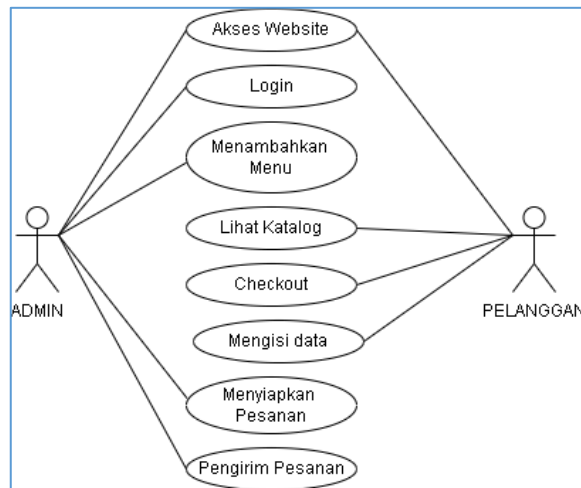 Akses Website
Login
Menambahkan
Menu
Lihat Katalog
Checkout
Mengisi data
Menyiapkan
Pesanan
Pengirim Pesanan
ADMIN
PELANGGAN